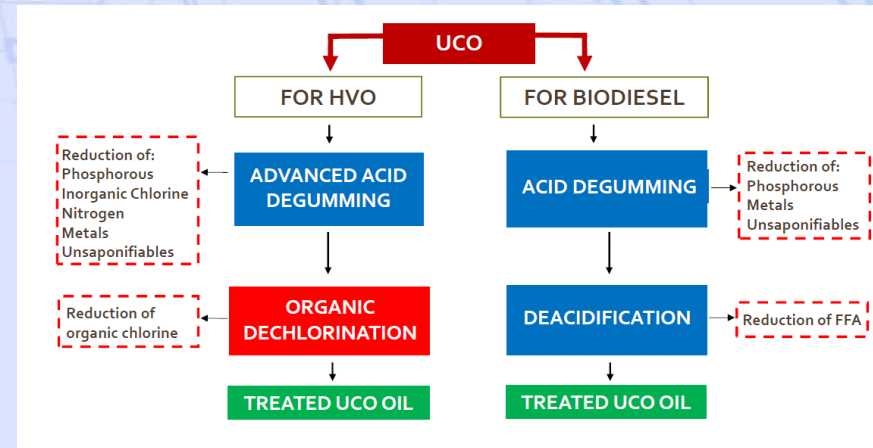 UCO
FOR HVO
FOR BIODIESEL
Reduction of:
Phosphorous
Inorganic Chlorine
Nitrogen
Metals
Unsaponifiables
ADVANCED ACID
DEGUMMING
ACID DEGUMMING
Reduction of:
Phosphorous
Metals
Unsaponifiables
Reduction of
organic chlorine
ORGANIC
DECHLORINATION
DEACIDIFICATION
Reduction of FFA
TREATED UCO OIL
TREATED UCO OIL